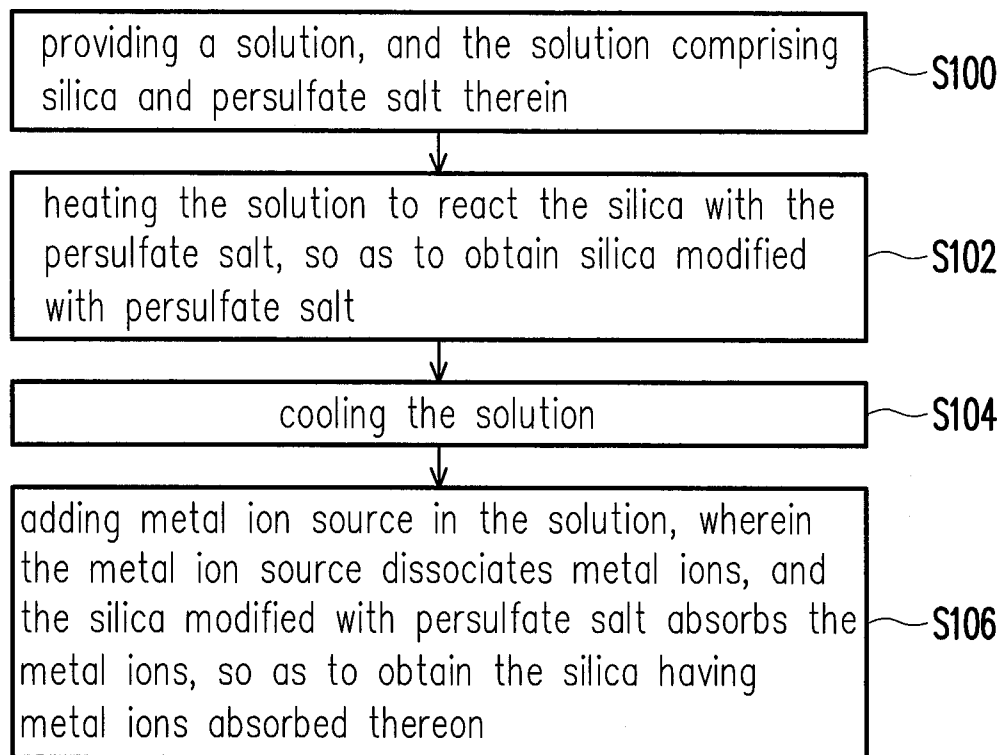 providing a solution, and the solution comprising
silica and persulfate salt therein
S100
heating the solution to react the silica with the
persulfate salt, so as to obtain silica modified
with persulfate salt
S102
cooling the solution
S104
adding metal ion source in the solution, wherein
the metal ion source dissociates metal ions, and
the silica modified with persulfate salt absorbs the
metal ions, so as to obtain the silica having
metal ions absorbed thereon
S106